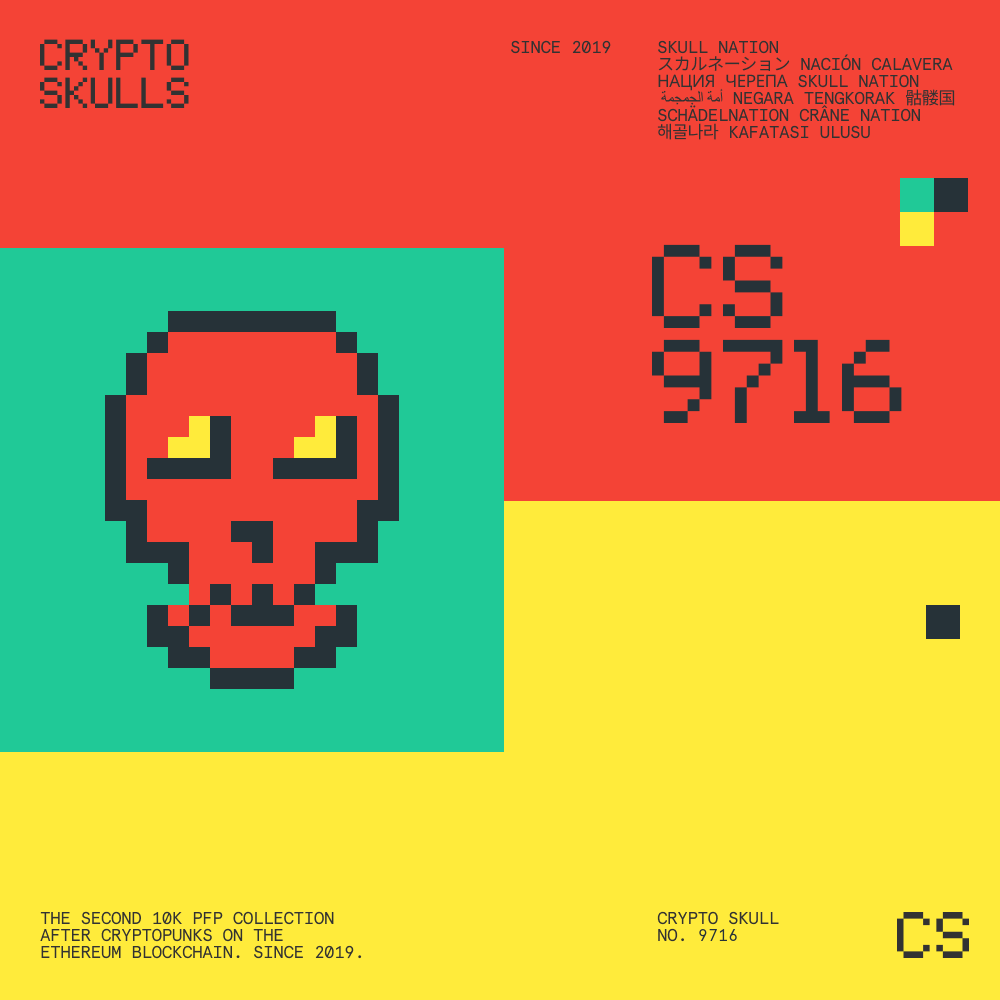 CRYPTO
SKULLS
SINCE 2019
SKULL NATION
スカルネーション NACIÓN CALAVERA
НАЦИЯ ЧЕРЕПА SKULL NATION
أمة الجمجمة NEGARA TENGKORAK 骷髅国
SCHÄDELNATION CRÂNE NATION
해골나라 KAFATASI ULUSU
CS
9716
THE SECOND 10K PFP COLLECTION
AFTER CRYPTOPUNKS ON THE
ETHEREUM BLOCKCHAIN. SINCE 2019.
CRYPTO SKULL
NO. 9716
CS